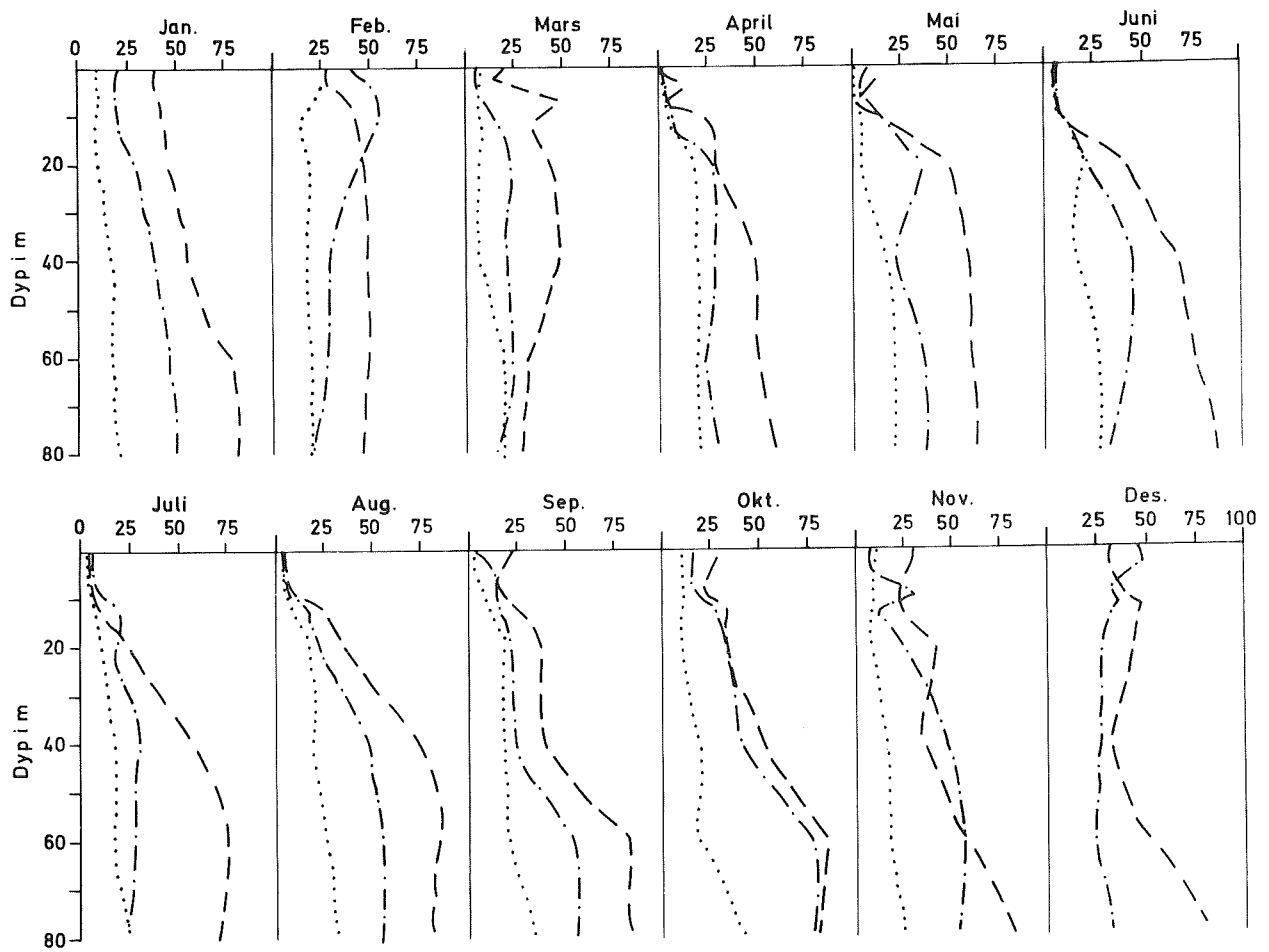 Jan. Feb. Mars April Mai Juni
0 25 50 75 25 50 75 25 50 75 25 50 75 25 50 75 25 50 75
20
40
60
80
Dyp i m
Juli Aug. Sep. Okt. Nov. Des.
0 25 50 75 25 50 75 25 50 75 25 50 75 25 50 75 25 50 75 100
20
40
60
80
Dyp i m